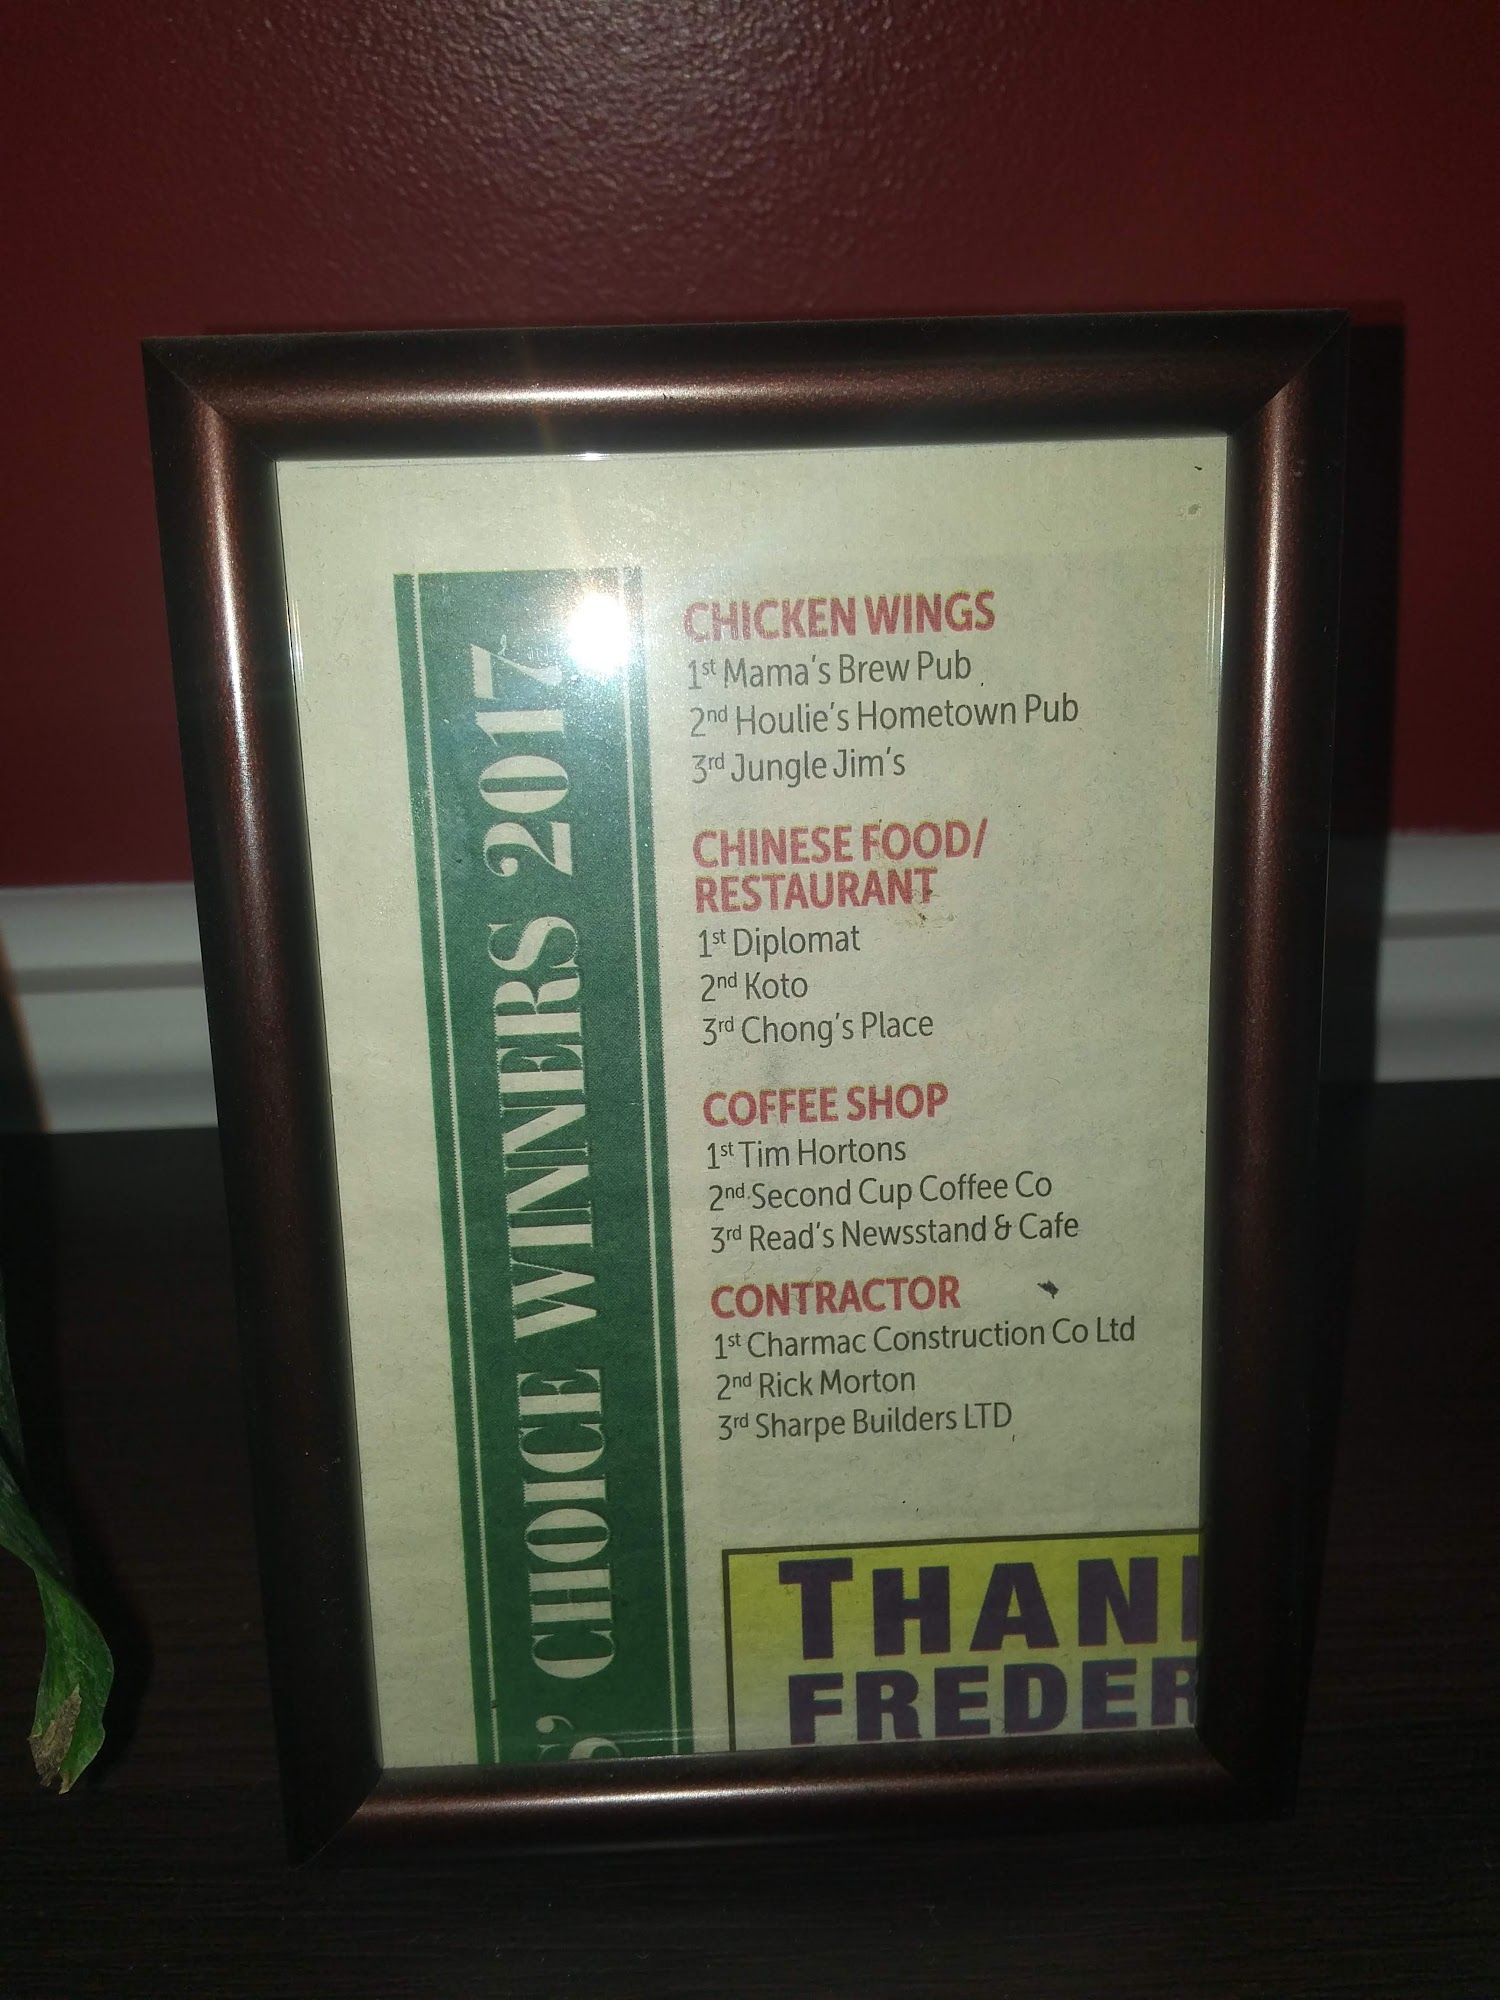 S' CHOICE WINNERS 2017
CHICKEN WINGS
1st Mama's Brew Pub
2nd Houlie's Hometown Pub
3rd Jungle Jim's
CHINESE FOOD/
RESTAURANT
1st Diplomat
2nd Koto
3rd Chong's Place
COFFEE SHOP
1st Tim Hortons
2nd Second Cup Coffee Co
3rd Read's Newsstand & Cafe
CONTRACTOR
1st Charmac Construction Co Ltd
2nd Rick Morton
3rd Sharpe Builders LTD
THAN
FREDER